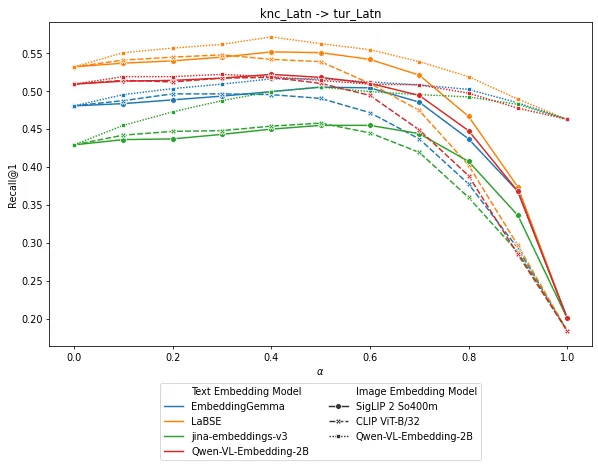 knc_Latn -> tur_Latn
Recall@1
0.55
0.50
0.45
0.40
0.35
0.30
0.25
0.20
0.0
0.2
0.4
0.6
0.8
1.0
α
Text Embedding Model
EmbeddingGemma
LaBSE
jina-embeddings-v3
Qwen-VL-Embedding-2B
Image Embedding Model
SigLIP 2 So400m
CLIP ViT-B/32
Qwen-VL-Embedding-2B